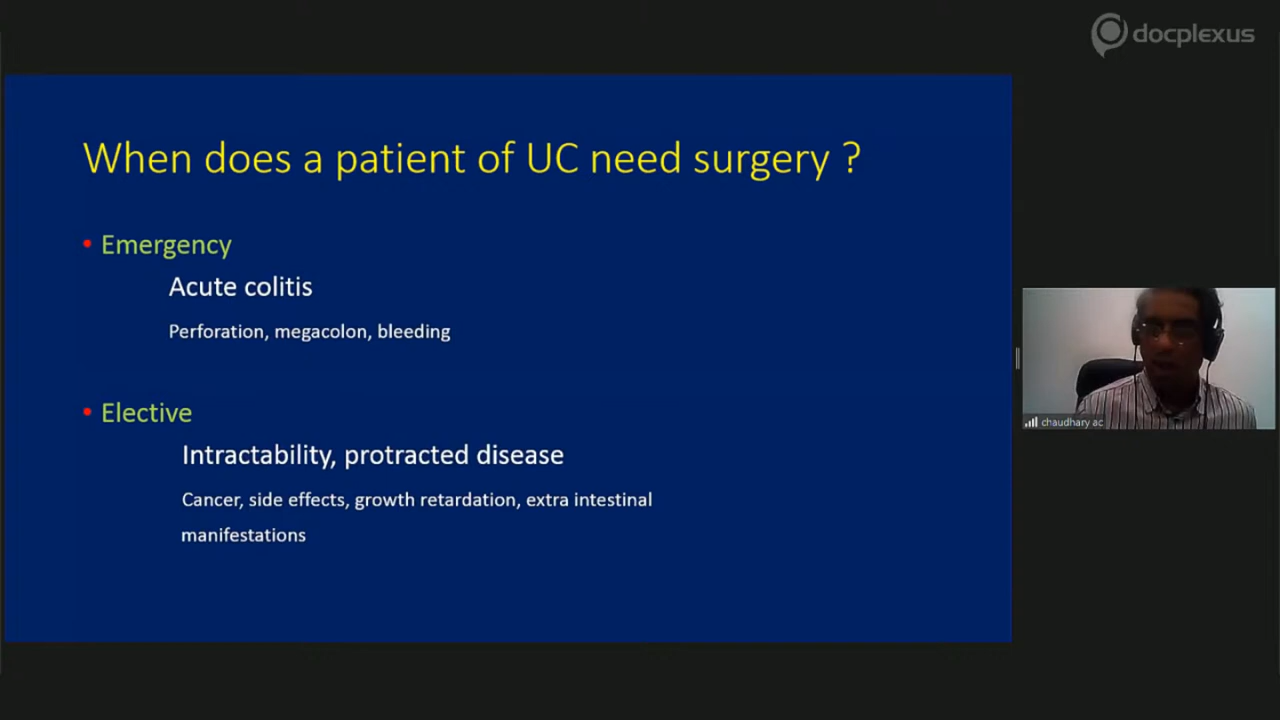 docplexus
When does a patient of UC need surgery ?
• Emergency
Acute colitis
Perforation, megacolon, bleeding
• Elective
Intractability, protracted disease
Cancer, side effects, growth retardation, extra intestinal
manifestations
chaudhary ac